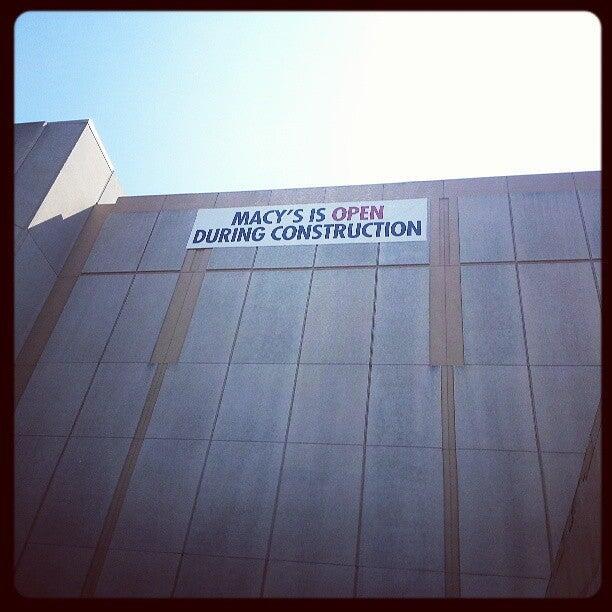 MACY'S IS OPEN
DURING CONSTRUCTION